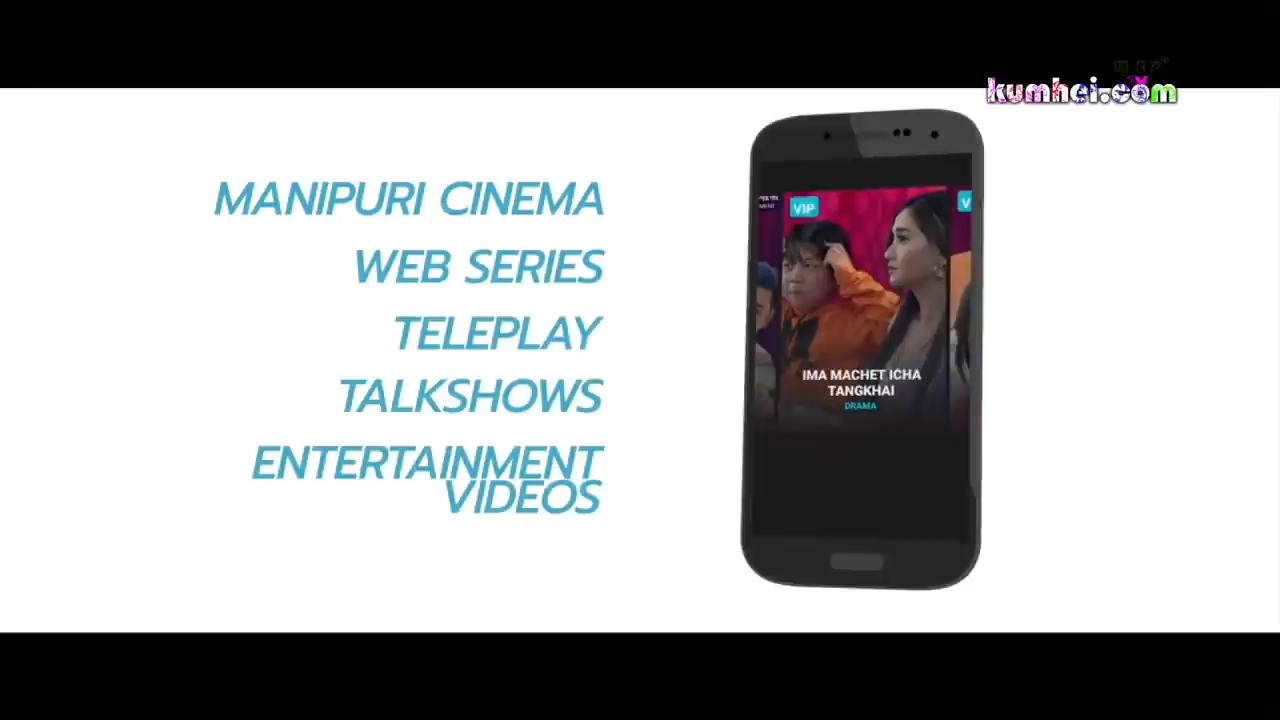 kumhei.com
MANIPURI CINEMA
WEB SERIES
TELEPLAY
TALKSHOWS
ENTERTAINMENT
VIDEOS
VIP
IMA MACHET ICHA
TANGKHAI
DRAMA